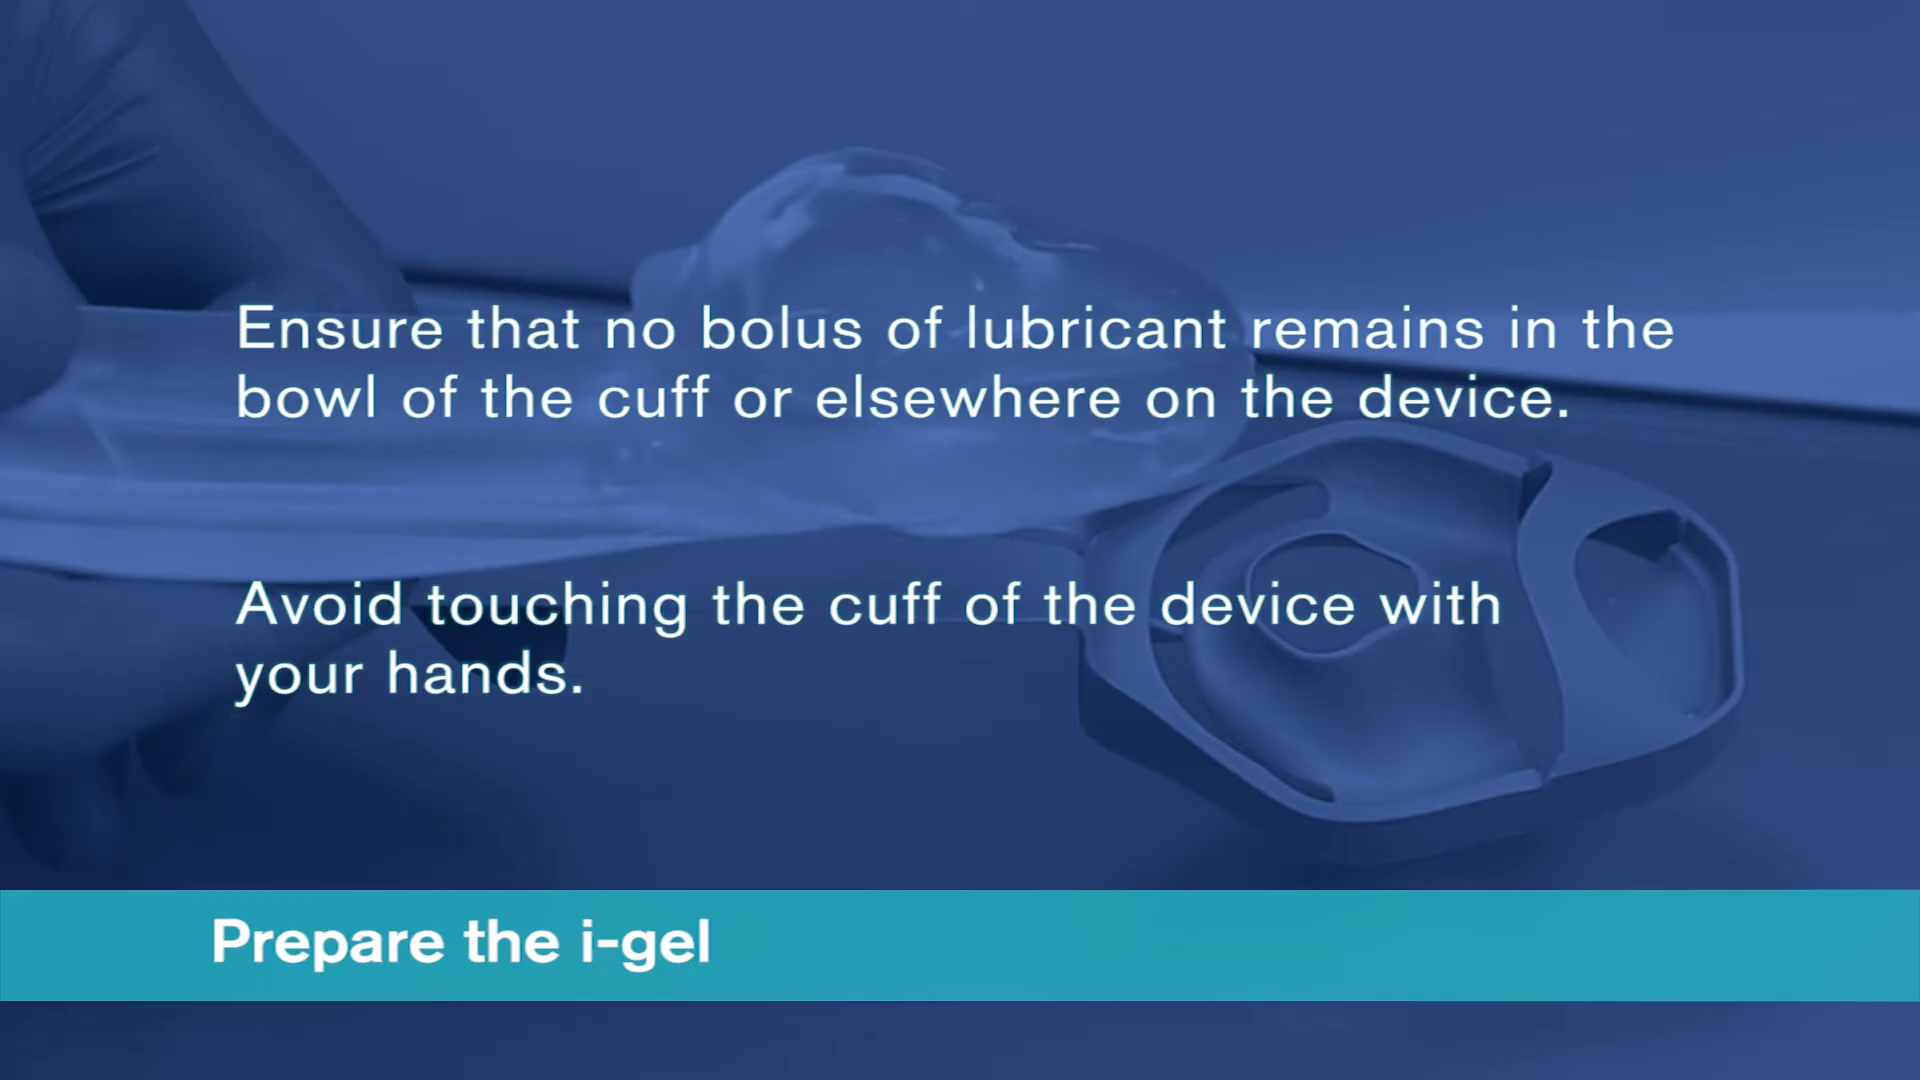 Ensure that no bolus of lubricant remains in the
bowl of the cuff or elsewhere on the device.
Avoid touching the cuff of the device with
your hands.
Prepare the i-gel